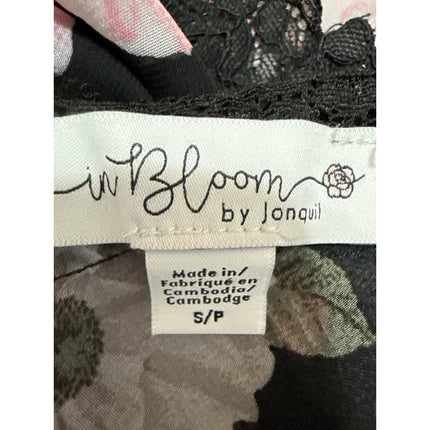 in Bloom
by Jonquil
Made in/
Fabriqué en
Cambodia/
Cambodge
S/P